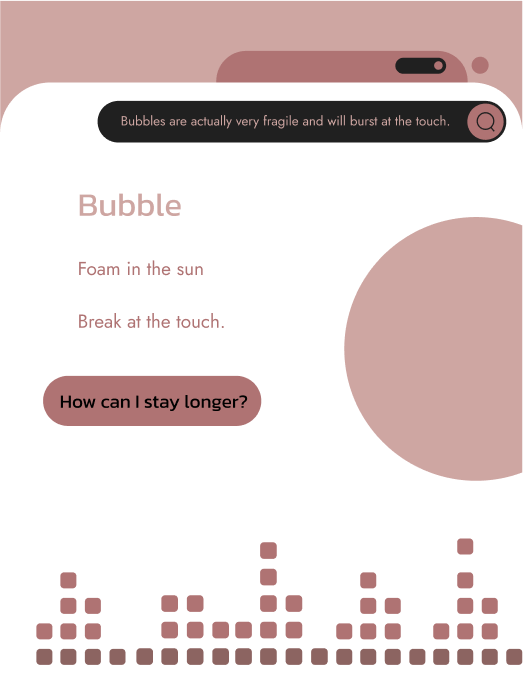 Bubbles are actually very fragile and will burst at the touch.
Bubble
Foam in the sun
Break at the touch.
How can I stay longer?